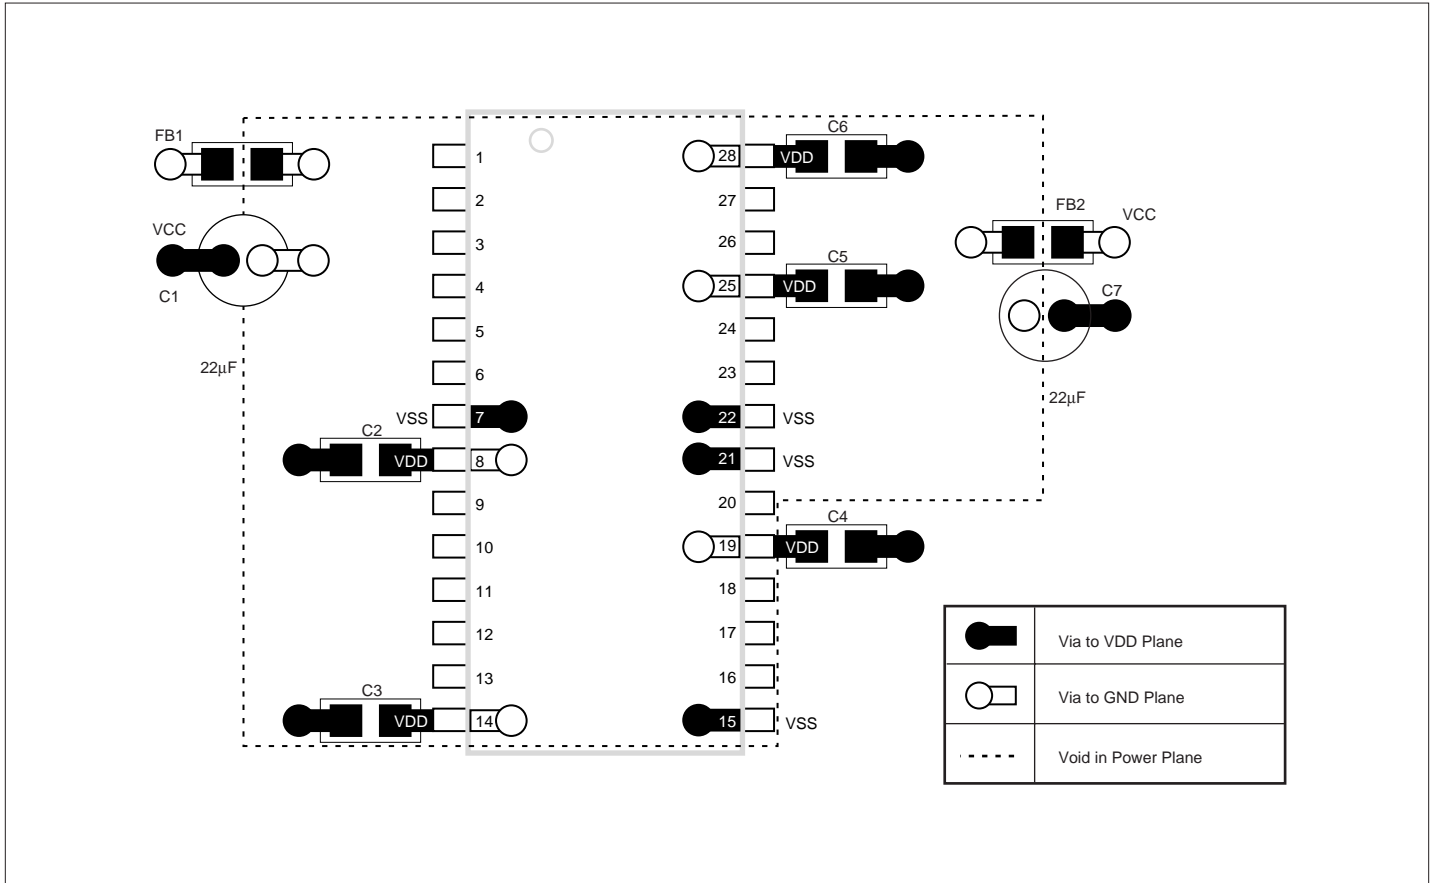 FB1
VCC
C1
22µF
1
2
3
4
5
6
VSS 7
C2
VDD 8
9
10
11
12
13
C3
VDD 14
C6
28 VDD
27
26
C5
25 VDD
24
23
22 VSS
21 VSS
20
C4
19 VDD
18
17
16
15 VSS
FB2
VCC
C7
22µF
Via to VDD Plane
Via to GND Plane
Void in Power Plane